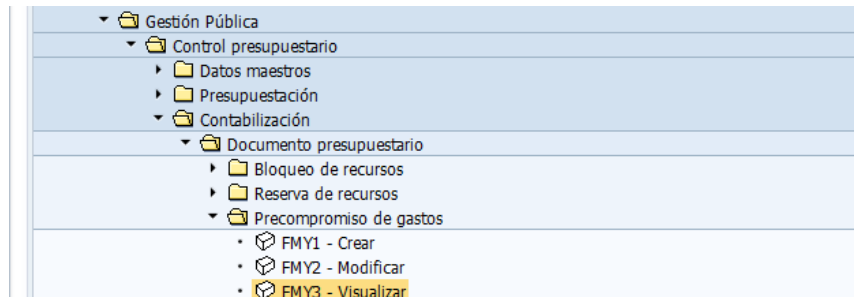 Gestión Pública
Control presupuestario
Datos maestros
Presupuestación
Contabilización
Documento presupuestario
Bloqueo de recursos
Reserva de recursos
Precompromiso de gastos
FMY1 - Crear
FMY2 - Modificar
FMY3 - Visualizar